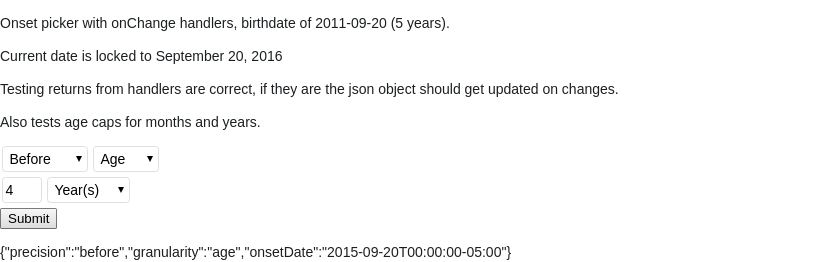 Onset picker with onChange handlers, birthdate of 2011-09-20 (5 years).
Current date is locked to September 20, 2016
Testing returns from handlers are correct, if they are the json object should get updated on changes.
Also tests age caps for months and years.
Before Age
4 Year(s)
Submit
{"precision":"before","granularity":"age","onsetDate":"2015-09-20T00:00:00-05:00"}